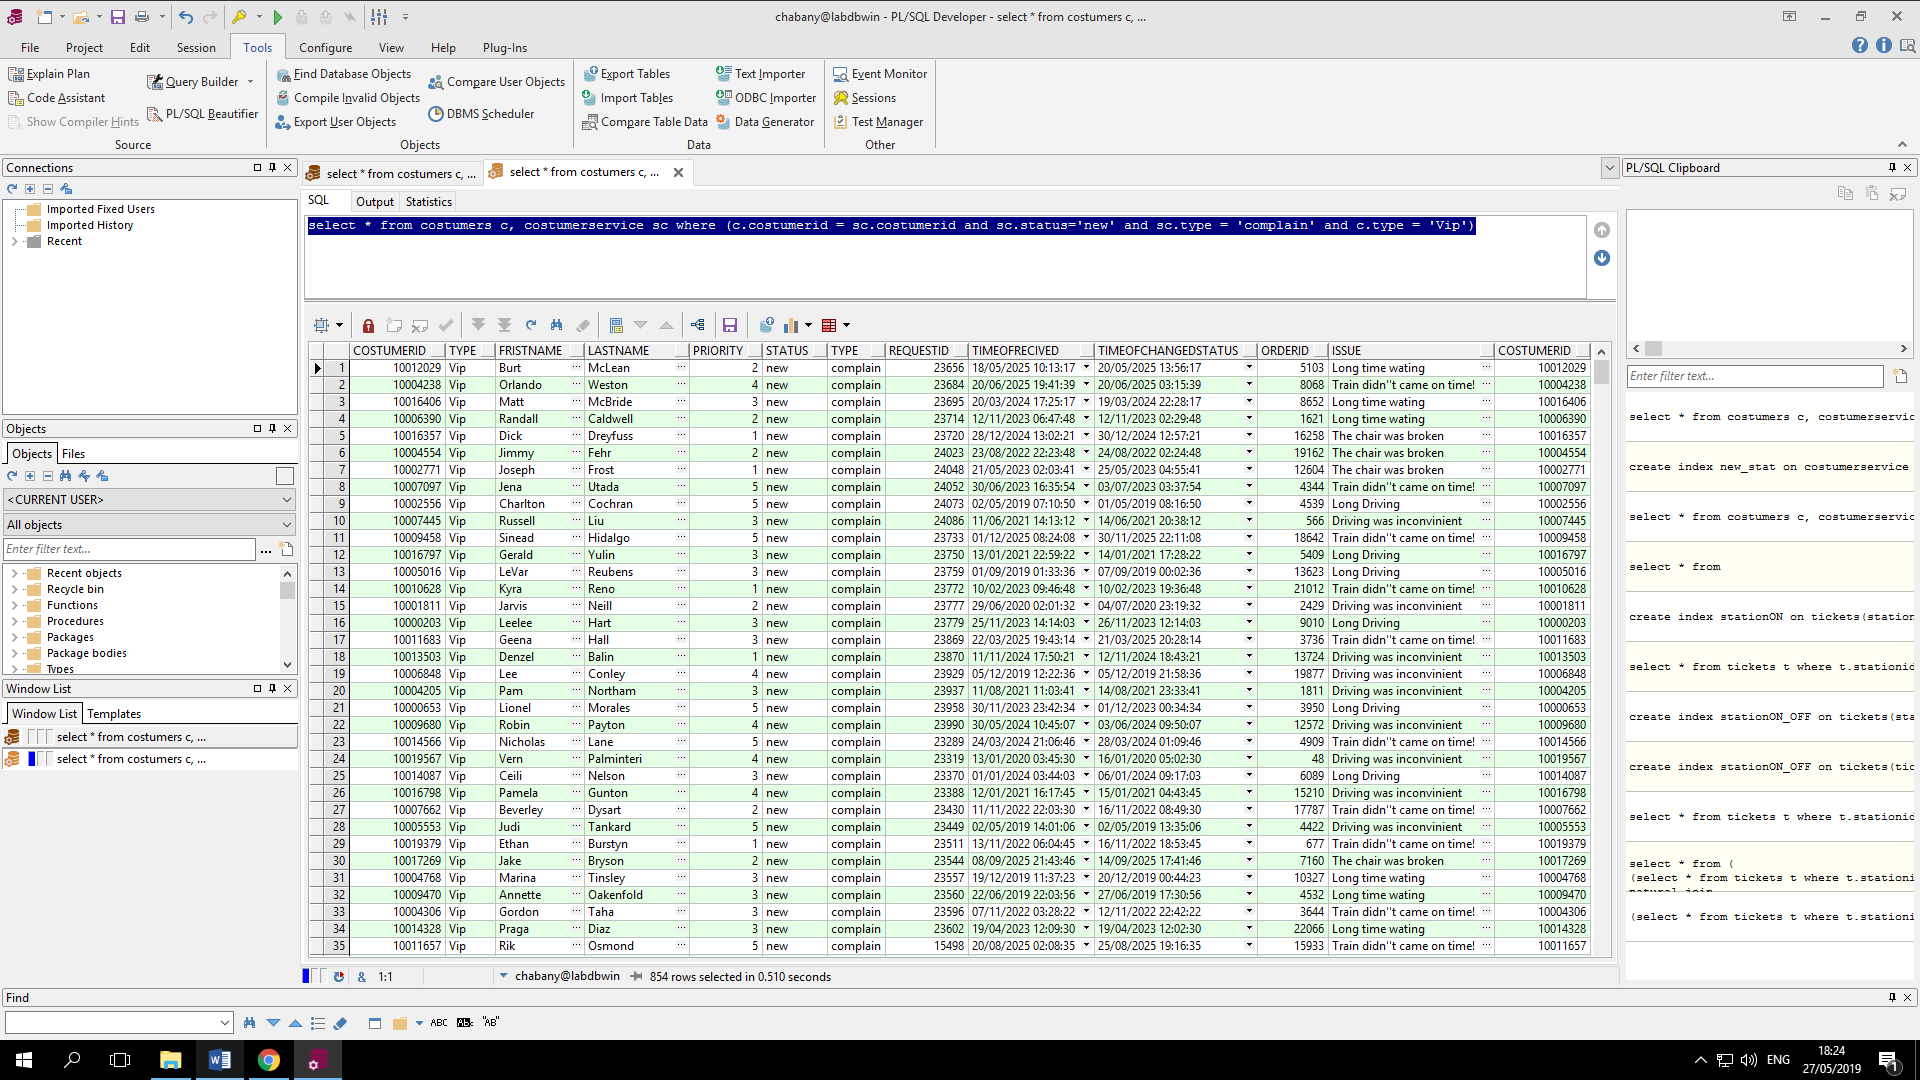 chabany@labdbwin - PL/SQL Developer - select * from costumers c, ...
File Project Edit Session Tools Configure View Help Plug-Ins
Explain Plan
Code Assistant
Show Compiler Hints
Query Builder
PL/SQL Beautifier
Source
Find Database Objects
Compile Invalid Objects
Export User Objects
Compare User Objects
DBMS Scheduler
Objects
Export Tables
Import Tables
Compare Table Data
Text Importer
ODBC Importer
Data Generator
Data
Event Monitor
Sessions
Test Manager
Other
Connections
Imported Fixed Users
Imported History
Recent
Objects
Objects Files
<CURRENT USER>
All objects
Enter filter text...
Recent objects
Recycle bin
Functions
Procedures
Packages
Package bodies
Types
Window List
Window List Templates
select * from costumers c, ...
select * from costumers c, ...
select * from costumers c, ... select * from costumers c, ...
SQL Output Statistics
select * from costumers c, costumerservice sc where (c.costumerid = sc.costumerid and sc.status='new' and sc.type = 'complain' and c.type = 'Vip')
COSTUMERID TYPE FRISTNAME LASTNAME PRIORITY STATUS TYPE REQUESTID TIMEOFRECIVED TIMEOFCHANGEDSTATUS ORDERID ISSUE COSTUMERID
1 10012029 Vip Burt McLean 2 new complain 23656 18/05/2025 10:13:17 20/05/2025 13:56:17 5103 Long time wating 10012029
2 10004238 Vip Orlando Weston 4 new complain 23684 20/06/2025 19:41:39 20/06/2025 03:15:39 8068 Train didn''t came on time! 10004238
3 10016406 Vip Matt McBride 3 new complain 23695 20/03/2024 17:25:17 19/03/2024 22:28:17 8652 Long time wating 10016406
4 10006390 Vip Randall Caldwell 2 new complain 23714 12/11/2023 06:47:48 12/11/2023 02:29:48 1621 Long time wating 10006390
5 10016357 Vip Dick Dreyfuss 1 new complain 23720 28/12/2024 13:02:21 30/12/2024 12:57:21 16258 The chair was broken 10016357
6 10004554 Vip Jimmy Fehr 2 new complain 24023 23/08/2022 22:23:48 24/08/2022 02:24:48 19162 The chair was broken 10004554
7 10002771 Vip Joseph Frost 1 new complain 24048 21/05/2023 02:03:41 25/05/2023 04:55:41 12604 The chair was broken 10002771
8 10007097 Vip Jena Utada 5 new complain 24052 30/06/2023 16:35:54 03/07/2023 03:37:54 4344 Train didn''t came on time! 10007097
9 10002556 Vip Charlton Cochran 5 new complain 24073 02/05/2019 07:10:50 01/05/2019 08:16:50 4539 Long Driving 10002556
10 10007445 Vip Russell Liu 3 new complain 24086 11/06/2021 14:13:12 14/06/2021 20:38:12 566 Driving was inconvinient 10007445
11 10009458 Vip Sinead Hidalgo 5 new complain 23733 01/12/2025 08:24:08 30/11/2025 22:11:08 18642 Train didn''t came on time! 10009458
12 10016797 Vip Gerald Yulin 3 new complain 23750 13/01/2021 22:59:22 14/01/2021 17:28:22 5409 Long Driving 10016797
13 10005016 Vip LeVar Reubens 3 new complain 23759 01/09/2019 01:33:36 07/09/2019 00:02:36 13623 Long Driving 10005016
14 10010628 Vip Kyra Reno 1 new complain 23772 10/02/2023 09:46:48 10/02/2023 19:36:48 21012 Train didn''t came on time! 10010628
15 10001811 Vip Jarvis Neill 2 new complain 23777 29/06/2020 02:01:32 04/07/2020 23:19:32 2429 Driving was inconvinient 10001811
16 10000203 Vip Leelee Hart 3 new complain 23779 25/11/2023 14:14:03 26/11/2023 12:14:03 9010 Long Driving 10000203
17 10011683 Vip Geena Hall 3 new complain 23869 22/03/2025 19:43:14 21/03/2025 20:28:14 3736 Train didn''t came on time! 10011683
18 10013503 Vip Denzel Balin 1 new complain 23870 11/11/2024 17:50:21 12/11/2024 18:43:21 13724 Driving was inconvinient 10013503
19 10006848 Vip Lee Conley 4 new complain 23929 05/12/2019 12:22:36 05/12/2019 21:58:36 19877 Driving was inconvinient 10006848
20 10004205 Vip Pam Northam 3 new complain 23937 11/08/2021 11:03:41 14/08/2021 23:33:41 1811 Driving was inconvinient 10004205
21 10000653 Vip Lionel Morales 5 new complain 23958 30/11/2023 23:42:34 01/12/2023 00:34:34 3950 Long Driving 10000653
22 10009680 Vip Robin Payton 4 new complain 23990 30/05/2024 10:45:07 03/06/2024 09:50:07 12572 Driving was inconvinient 10009680
23 10014566 Vip Nicholas Lane 5 new complain 23289 24/03/2024 21:06:46 28/03/2024 01:09:46 4909 Train didn''t came on time! 10014566
24 10019567 Vip Vern Palminteri 4 new complain 23319 13/01/2020 03:45:30 16/01/2020 05:02:30 48 Driving was inconvinient 10019567
25 10014087 Vip Ceili Nelson 3 new complain 23370 01/01/2024 03:44:03 06/01/2024 09:17:03 6089 Long Driving 10014087
26 10016798 Vip Pamela Gunton 4 new complain 23388 12/01/2021 16:17:45 15/01/2021 04:43:45 15210 Driving was inconvinient 10016798
27 10007662 Vip Beverley Dysart 2 new complain 23430 11/11/2022 22:03:30 16/11/2022 08:49:30 17787 Train didn''t came on time! 10007662
28 10005553 Vip Judi Tankard 5 new complain 23449 02/05/2019 14:01:06 02/05/2019 13:35:06 4422 Driving was inconvinient 10005553
29 10019379 Vip Ethan Burstyn 1 new complain 23511 13/11/2022 06:04:45 16/11/2022 18:53:45 677 Train didn''t came on time! 10019379
30 10017269 Vip Jake Bryson 2 new complain 23544 08/09/2025 21:43:46 14/09/2025 17:41:46 7160 The chair was broken 10017269
31 10004768 Vip Marina Tinsley 3 new complain 23557 19/12/2019 11:37:23 20/12/2019 00:44:23 10327 Long time wating 10004768
32 10009470 Vip Annette Oakenfold 3 new complain 23560 22/06/2019 22:03:56 27/06/2019 17:30:56 4532 Long time wating 10009470
33 10004306 Vip Gordon Taha 3 new complain 23596 07/11/2022 03:28:22 12/11/2022 22:42:22 3644 Train didn''t came on time! 10004306
34 10014328 Vip Praga Diaz 3 new complain 23602 19/04/2023 12:09:30 19/04/2023 12:02:30 22066 Long time wating 10014328
35 10011657 Vip Rik Osmond 5 new complain 15498 20/08/2025 02:08:35 25/08/2025 19:16:35 15933 Train didn''t came on time! 10011657
& 1:1 chabany@labdbwin 854 rows selected in 0.510 seconds
PL/SQL Clipboard
Enter filter text...
select * from costumers c, costumerservic
create index new_stat on costumerservice
select * from costumers c, costumerservic
select * from
create index stationON on tickets(station
select * from tickets t where t.stationid
create index stationON_OFF on tickets(sta
create index stationON_OFF on tickets(tic
select * from tickets t where t.stationid
select * from (
(select * from tickets t where t.stationi
natural join
(select * from tickets t where t.stationi
Find
ABC AB "AB"
ENG
18:24
27/05/2019
1